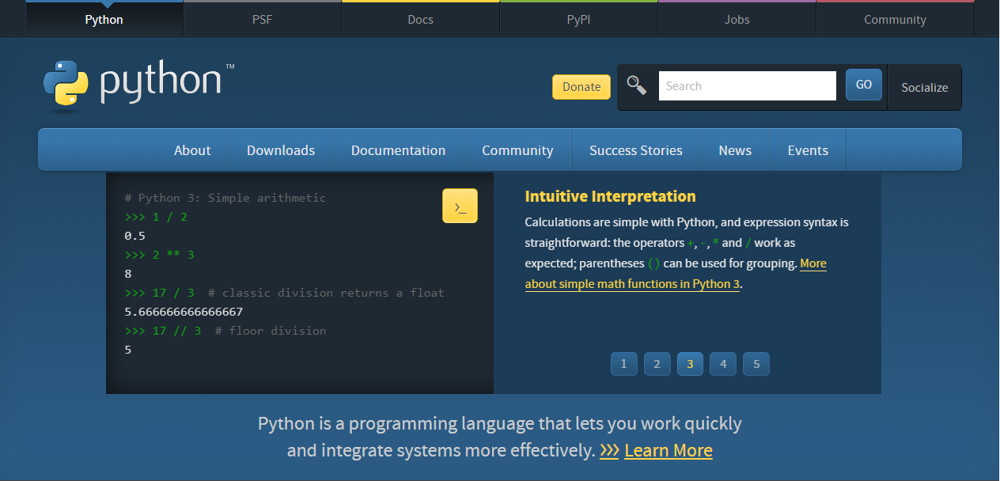 Python PSF Docs PyPI Jobs Community
python™
Donate Search GO Socialize
About Downloads Documentation Community Success Stories News Events
# Python 3: Simple arithmetic
>>> 1 / 2
0.5
>>> 2 ** 3
8
>>> 17 / 3  # classic division returns a float
5.666666666666667
>>> 17 // 3  # floor division
5
>_
Intuitive Interpretation
Calculations are simple with Python, and expression syntax is
straightforward: the operators +, -, * and / work as
expected; parentheses () can be used for grouping. More
about simple math functions in Python 3.
1 2 3 4 5
Python is a programming language that lets you work quickly
and integrate systems more effectively. >>> Learn More